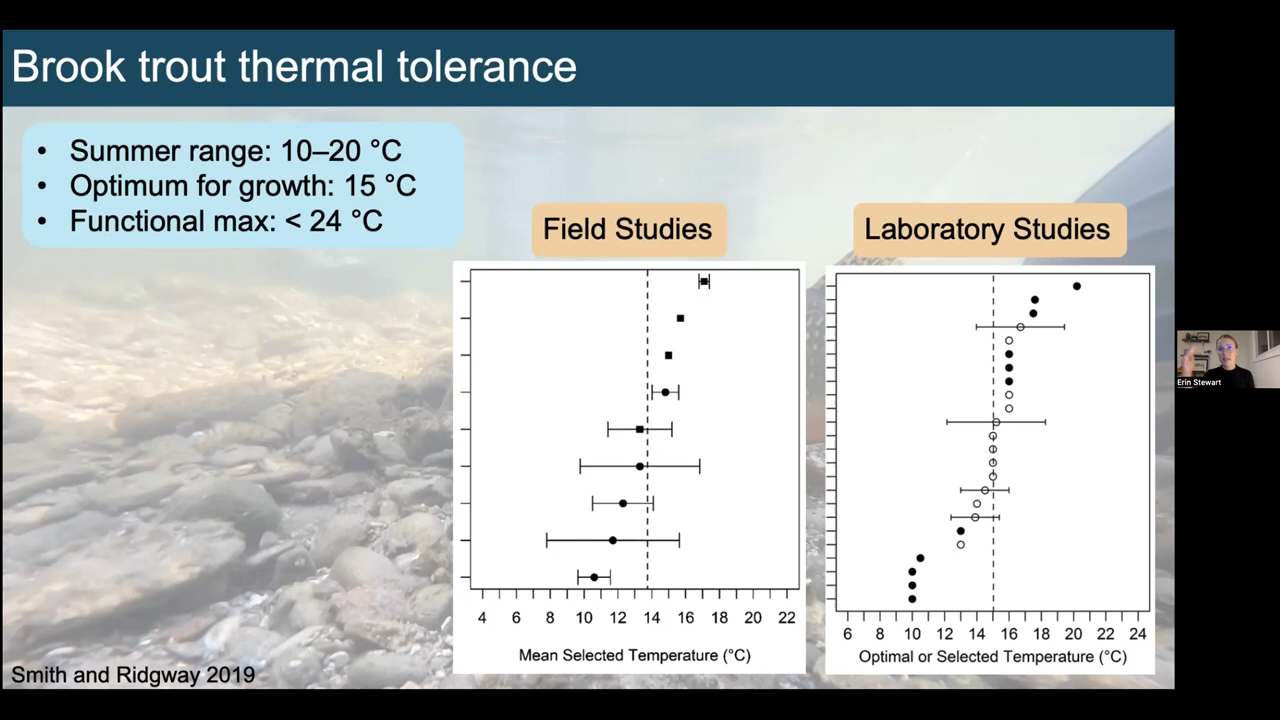 Brook trout thermal tolerance
• Summer range: 10–20 °C
• Optimum for growth: 15 °C
• Functional max: < 24 °C
Field Studies
Laboratory Studies
4 6 8 10 12 14 16 18 20 22
Mean Selected Temperature (°C)
6 8 10 12 14 16 18 20 22 24
Optimal or Selected Temperature (°C)
Smith and Ridgway 2019
Erin Stewart